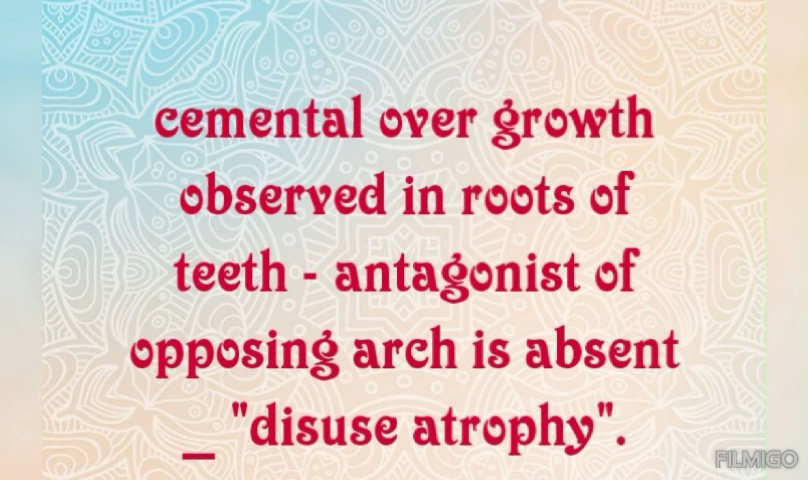 cemental over growth
observed in roots of
teeth - antagonist of
opposing arch is absent
_ "disuse atrophy".
FILMIGO